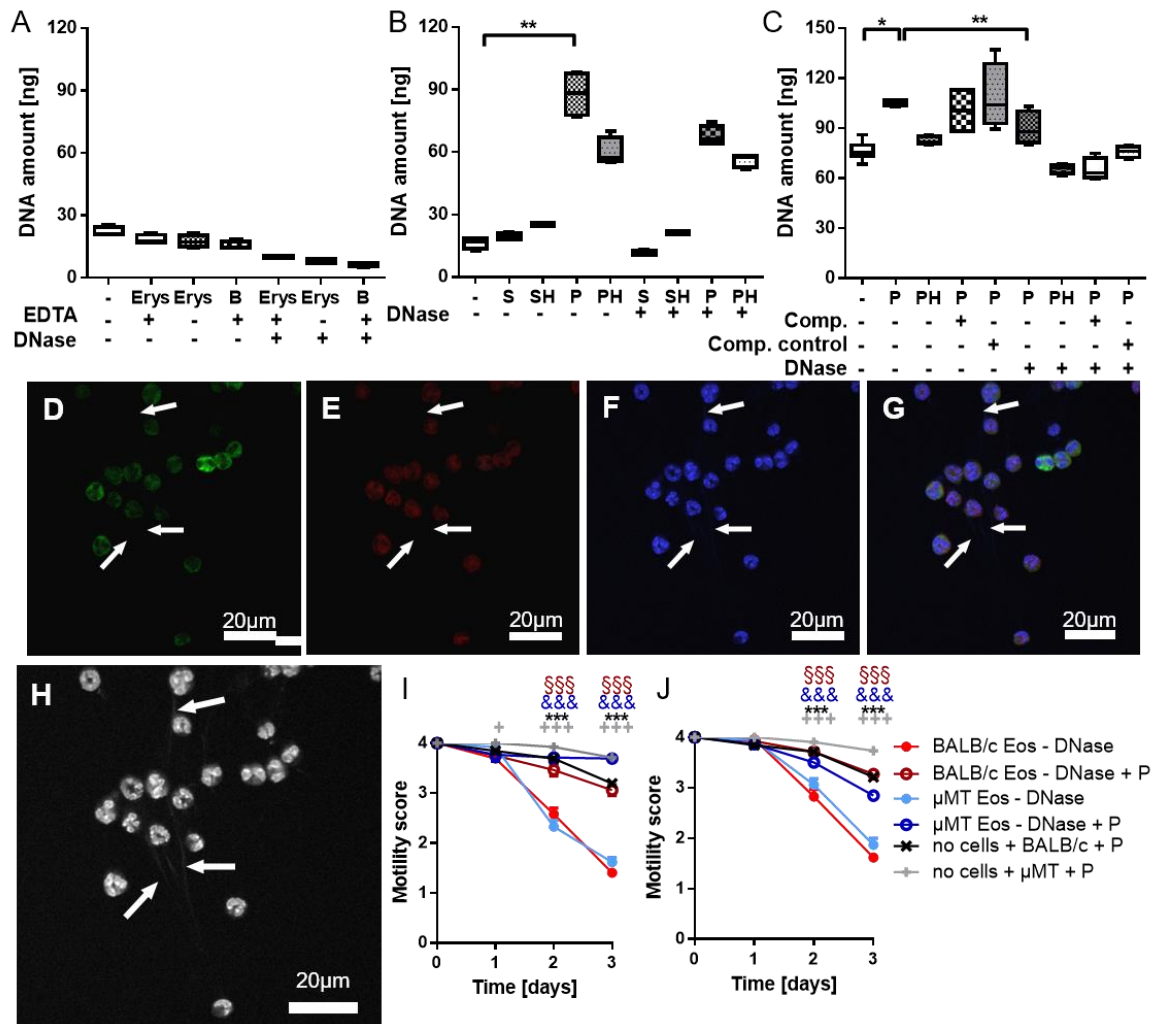 A
DNA amount [ng]
120
90
60
30
0
- Erys Erys B Erys Erys B
EDTA - + - + + - +
DNase - - - - + + +
B
DNA amount [ng]
120
90
60
30
0
**
- S SH P PH S SH P PH
DNase - - - - - + + + +
C
DNA amount [ng]
150
120
90
60
30
0
* **
- P PH P P P PH P P
Comp. - - - + - - - + -
Comp. control - - - - + - - - +
DNase - - - - - + + + +
D
20µm
E
20µm
F
20µm
G
20µm
H
20µm
I
Motility score
4
3
2
1
0
0 1 2 3
Time [days]
+
§§§ §§§
&&& &&&
*** ***
+++ +++
J
Motility score
4
3
2
1
0
0 1 2 3
Time [days]
§§§ §§§
&&& &&&
*** ***
+++ +++
BALB/c Eos - DNase
BALB/c Eos - DNase + P
µMT Eos - DNase
µMT Eos - DNase + P
no cells + BALB/c + P
no cells + µMT + P